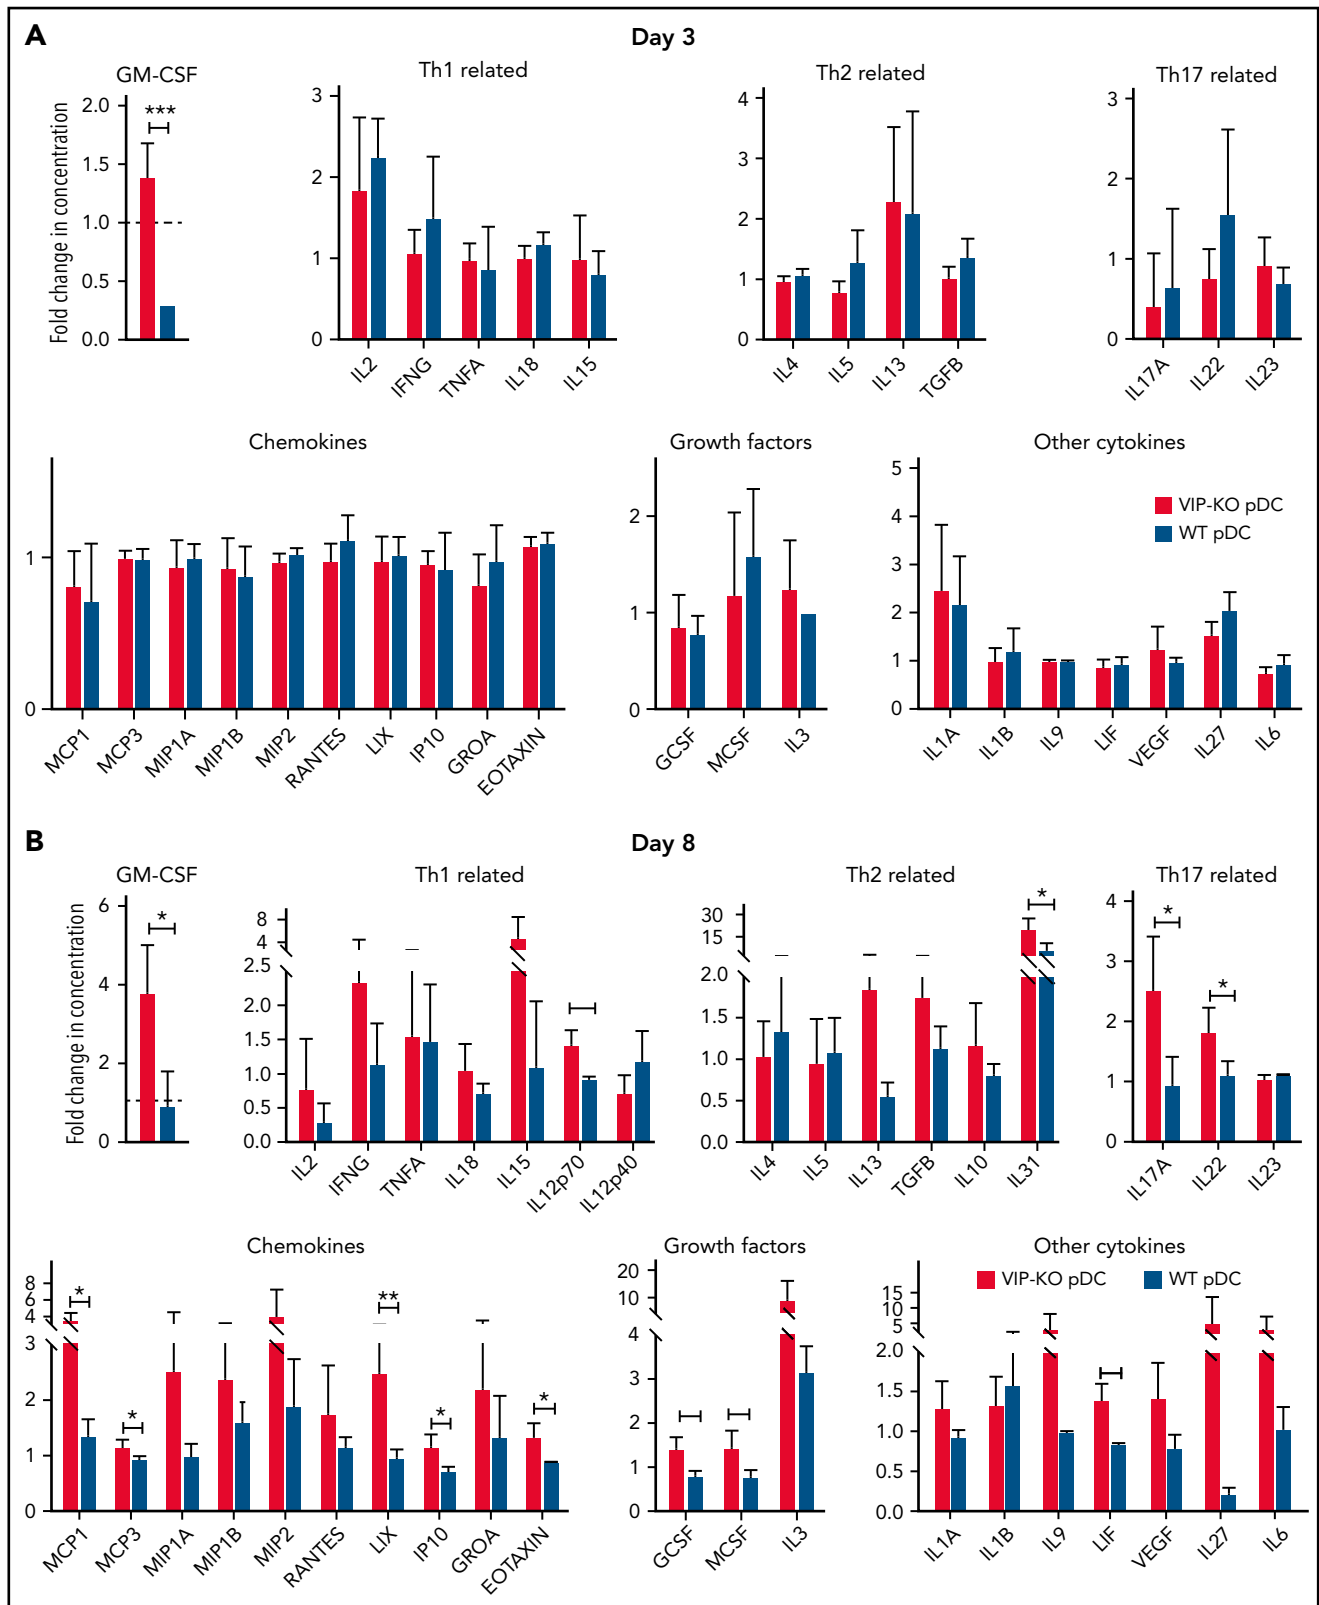 A
Day 3
GM-CSF
Th1 related
Th2 related
Th17 related
Fold change in concentration
2.0
1.5
1.0
0.5
0.0
***
3
2
1
0
IL2
IFNG
TNFA
IL18
IL15
4
3
2
1
0
IL4
IL5
IL13
TGFB
3
2
1
0
IL17A
IL22
IL23
Chemokines
Growth factors
Other cytokines
1
0
MCP1
MCP3
MIP1A
MIP1B
MIP2
RANTES
LIX
IP10
GROA
EOTAXIN
2
1
0
GCSF
MCSF
IL3
5
4
3
2
1
0
VIP-KO pDC
WT pDC
IL1A
IL1B
IL9
LIF
VEGF
IL27
IL6
B
Day 8
GM-CSF
Th1 related
Th2 related
Th17 related
Fold change in concentration
6
4
2
0
*
8
4
2.5
2.0
1.5
1.0
0.5
0.0
IL2
IFNG
TNFA
IL18
IL15
IL12p70
IL12p40
30
15
2.0
1.5
1.0
0.5
0.0
*
IL4
IL5
IL13
TGFB
IL10
IL31
4
3
2
1
0
*
*
IL17A
IL22
IL23
Chemokines
Growth factors
Other cytokines
8
6
4
3
2
1
0
*
*
**
*
*
MCP1
MCP3
MIP1A
MIP1B
MIP2
RANTES
LIX
IP10
GROA
EOTAXIN
20
10
4
3
2
1
0
GCSF
MCSF
IL3
VIP-KO pDC
WT pDC
15
10
5
2.0
1.5
1.0
0.5
0.0
IL1A
IL1B
IL9
LIF
VEGF
IL27
IL6